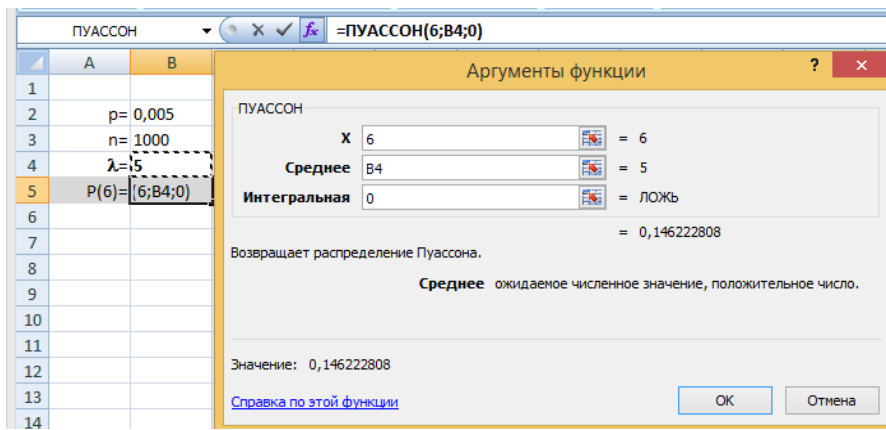 ПУАССОН =ПУАССОН(6;B4;0)
A B
Аргументы функции ?
1
2 p= 0,005
3 n= 1000
4 λ= 5
5 P(6)= (6;B4;0)
6
7
8
9
10
11
12
13
14
ПУАССОН
X 6 = 6
Среднее B4 = 5
Интегральная 0 = ЛОЖЬ
= 0,146222808
Возвращает распределение Пуассона.
Среднее ожидаемое численное значение, положительное число.
Значение: 0,146222808
Справка по этой функции
ОК Отмена